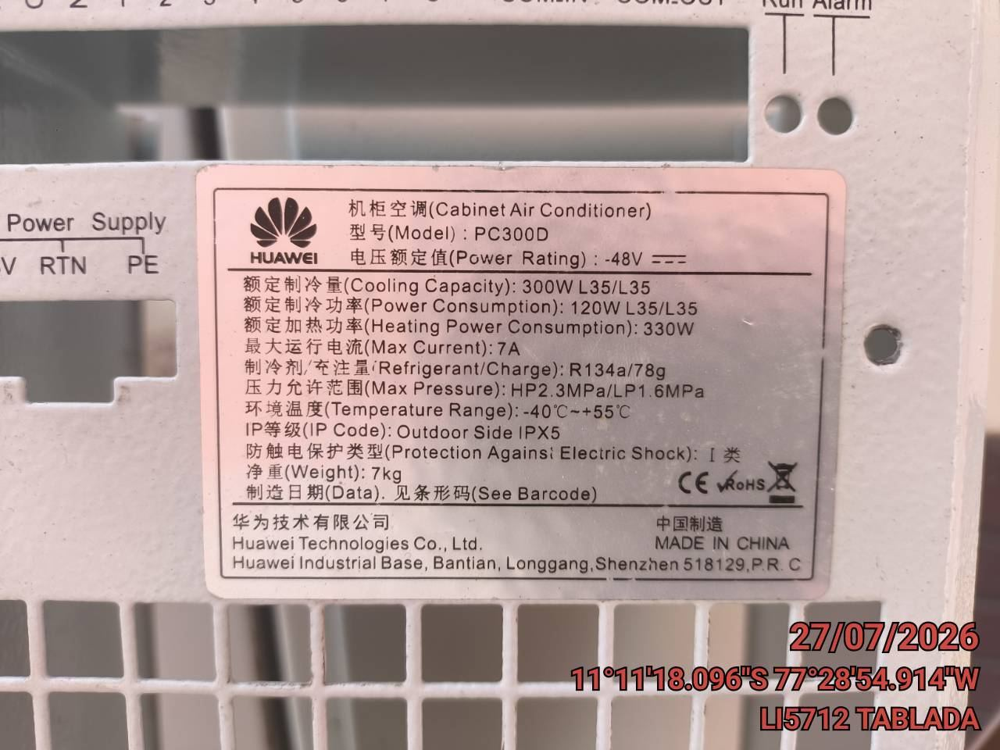 COM-IN COM-OUT Run Alarm
Power Supply
RTN PE
HUAWEI
机柜空调(Cabinet Air Conditioner)
型号(Model) : PC300D
电压额定值(Power Rating) : -48V
额定制冷量(Cooling Capacity): 300W L35/L35
额定制冷功率(Power Consumption): 120W L35/L35
额定加热功率(Heating Power Consumption): 330W
最大运行电流(Max Current): 7A
制冷剂/充注量(Refrigerant/Charge): R134a/78g
压力允许范围(Max Pressure): HP2.3MPa/LP1.6MPa
环境温度(Temperature Range): -40℃~+55℃
IP等级(IP Code): Outdoor Side IPX5
防触电保护类型(Protection Against Electric Shock): I 类
净重(Weight): 7kg
制造日期(Data). 见条形码(See Barcode)
CE RoHS
华为技术有限公司
中国制造
Huawei Technologies Co., Ltd.
MADE IN CHINA
Huawei Industrial Base, Bantian, Longgang,Shenzhen 518129,P.R. C
27/07/2026
11°11'18.096"S 77°28'54.914"W
LI5712 TABLADA